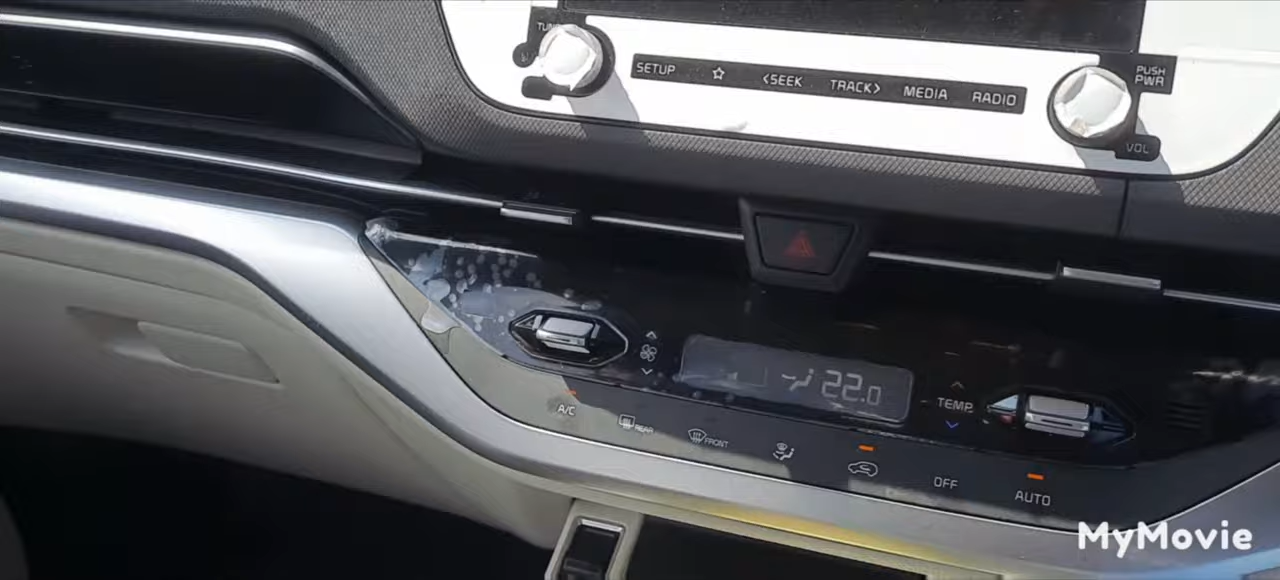 TUNE
SETUP ☆ <SEEK TRACK> MEDIA RADIO
PUSH
PWR
VOL
22.0
TEMP
A/C
REAR
FRONT
OFF
AUTO
MyMovie